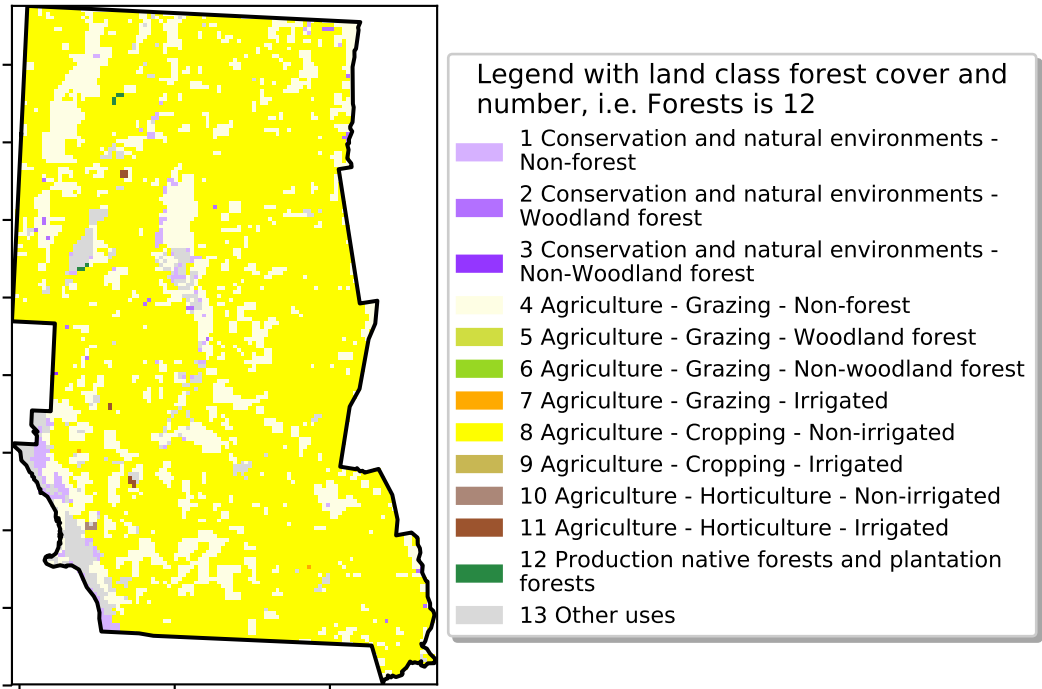 Legend with land class forest cover and
number, i.e. Forests is 12
1 Conservation and natural environments -
Non-forest
2 Conservation and natural environments -
Woodland forest
3 Conservation and natural environments -
Non-Woodland forest
4 Agriculture - Grazing - Non-forest
5 Agriculture - Grazing - Woodland forest
6 Agriculture - Grazing - Non-woodland forest
7 Agriculture - Grazing - Irrigated
8 Agriculture - Cropping - Non-irrigated
9 Agriculture - Cropping - Irrigated
10 Agriculture - Horticulture - Non-irrigated
11 Agriculture - Horticulture - Irrigated
12 Production native forests and plantation
forests
13 Other uses